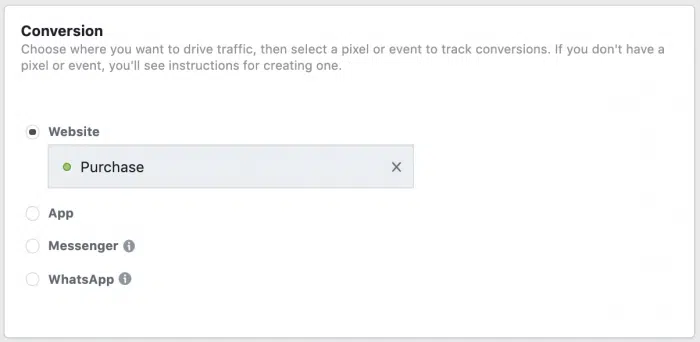 Conversion
Choose where you want to drive traffic, then select a pixel or event to track conversions. If you don't have a
pixel or event, you'll see instructions for creating one.
Website
Purchase
App
Messenger
WhatsApp